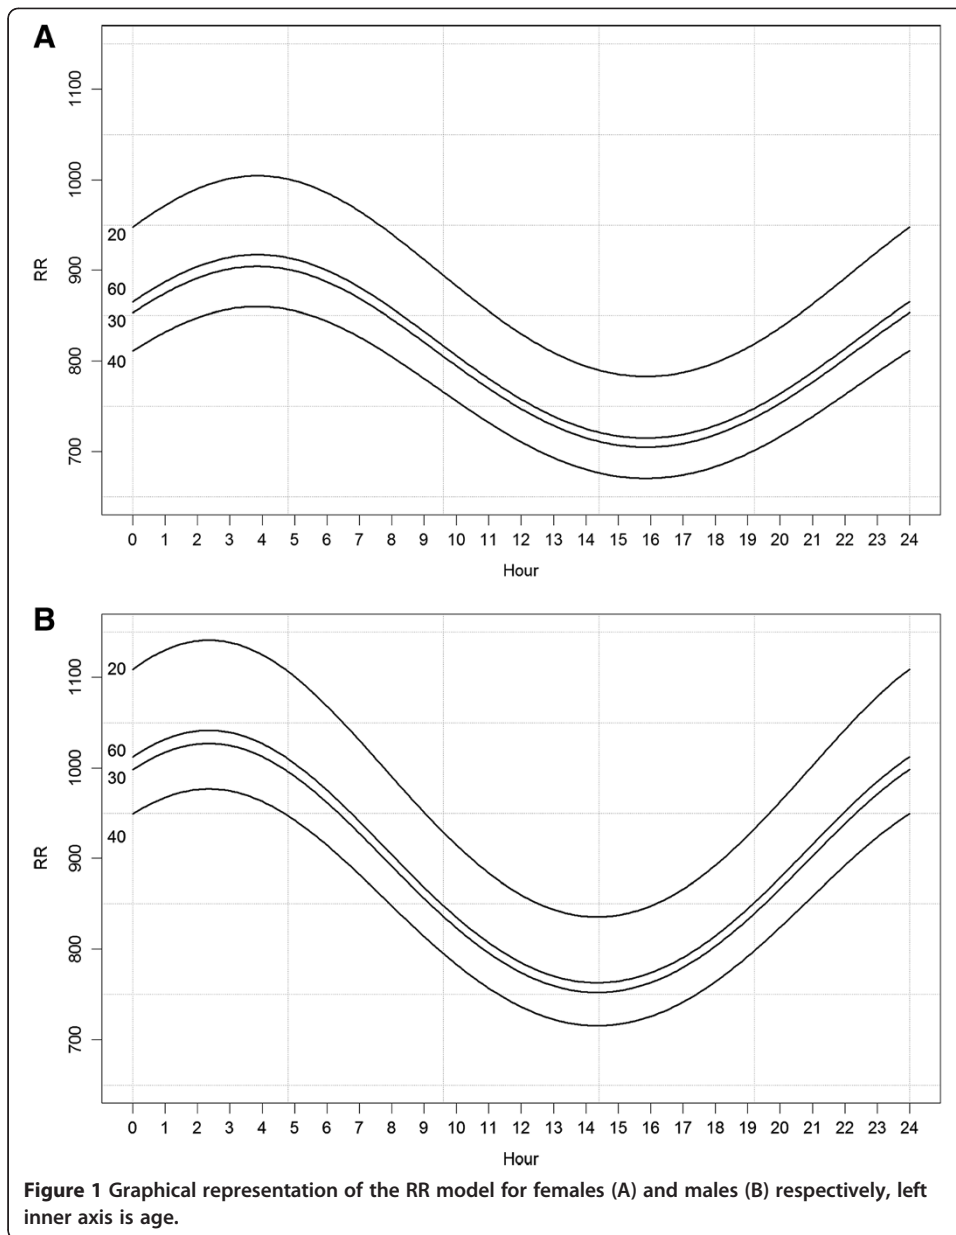 A
1100
1000
900
800
700
RR
20
60
30
40
0 1 2 3 4 5 6 7 8 9 10 11 12 13 14 15 16 17 18 19 20 21 22 23 24
Hour
B
1100
1000
900
800
700
RR
20
60
30
40
0 1 2 3 4 5 6 7 8 9 10 11 12 13 14 15 16 17 18 19 20 21 22 23 24
Hour
Figure 1 Graphical representation of the RR model for females (A) and males (B) respectively, left
inner axis is age.